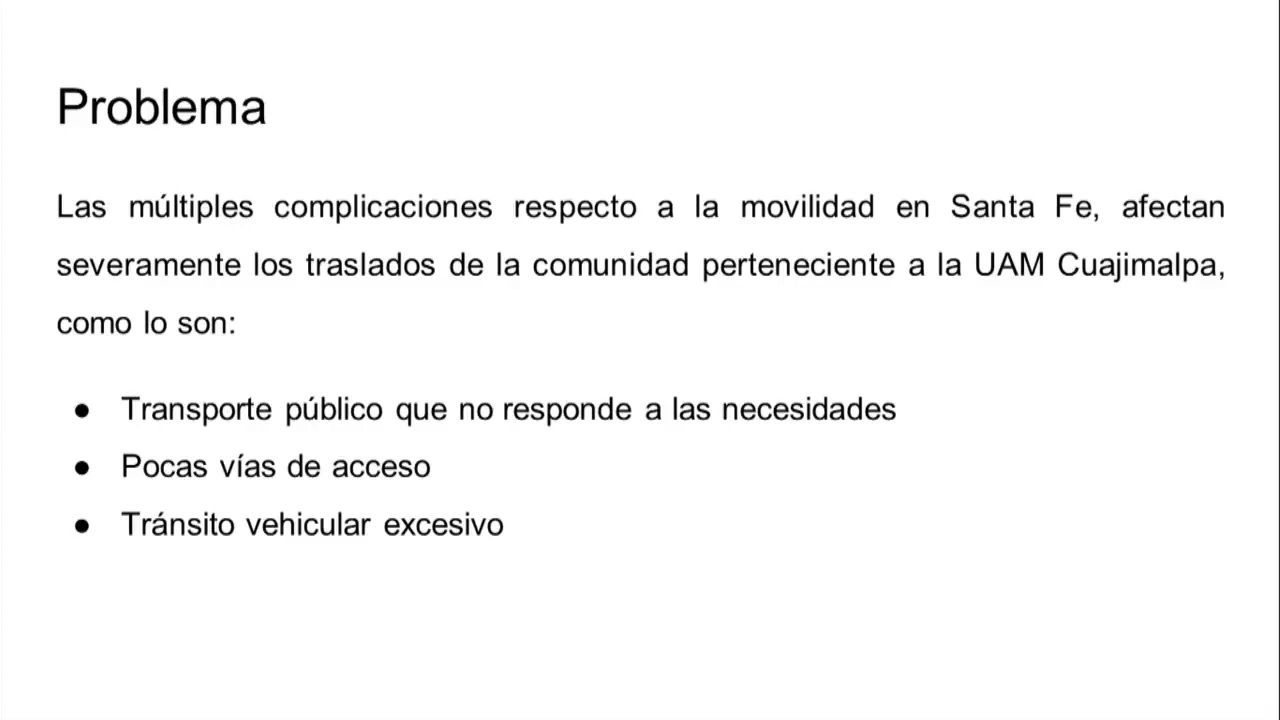 Problema
Las múltiples complicaciones respecto a la movilidad en Santa Fe, afectan
severamente los traslados de la comunidad perteneciente a la UAM Cuajimalpa,
como lo son:
● Transporte público que no responde a las necesidades
● Pocas vías de acceso
● Tránsito vehicular excesivo